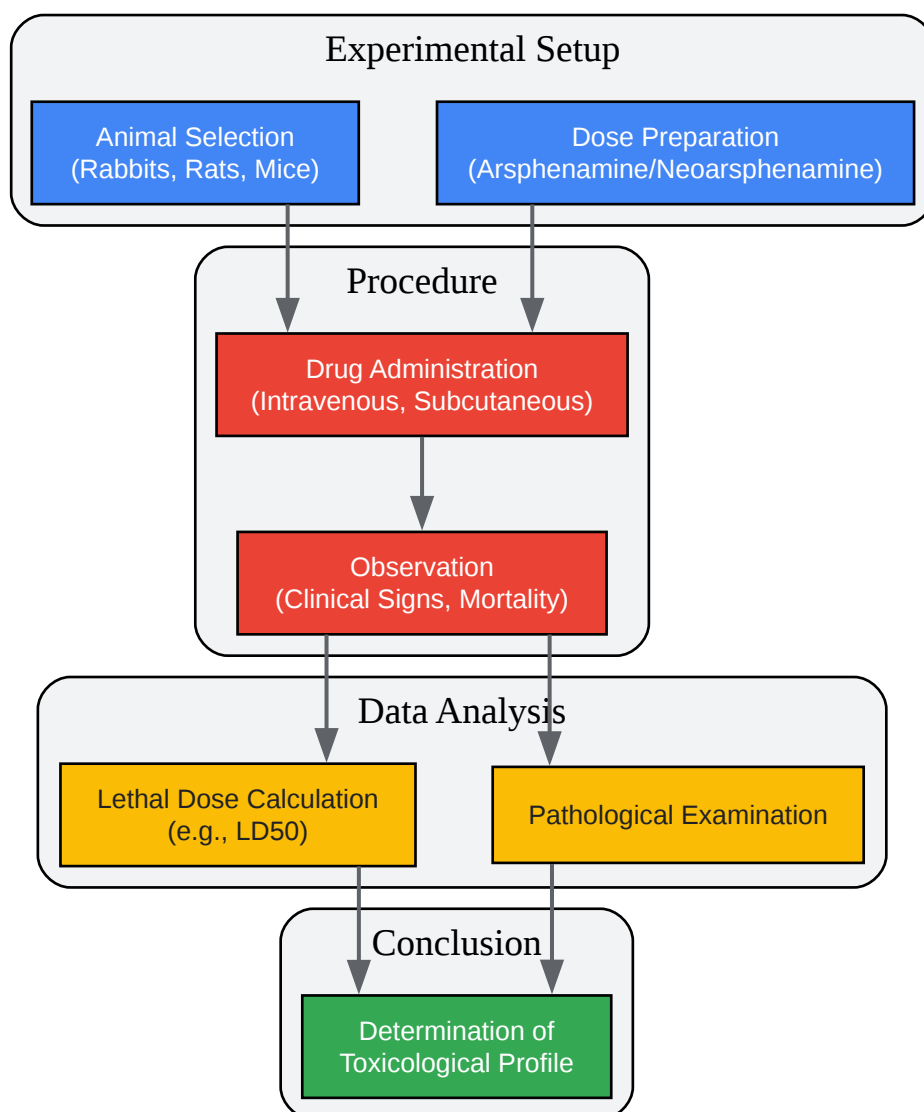 Experimental Setup
Animal Selection
(Rabbits, Rats, Mice)
Dose Preparation
(Arsphenamine/Neoarsphenamine)
Procedure
Drug Administration
(Intravenous, Subcutaneous)
Observation
(Clinical Signs, Mortality)
Data Analysis
Lethal Dose Calculation
(e.g., LD50)
Pathological Examination
Conclusion
Determination of
Toxicological Profile